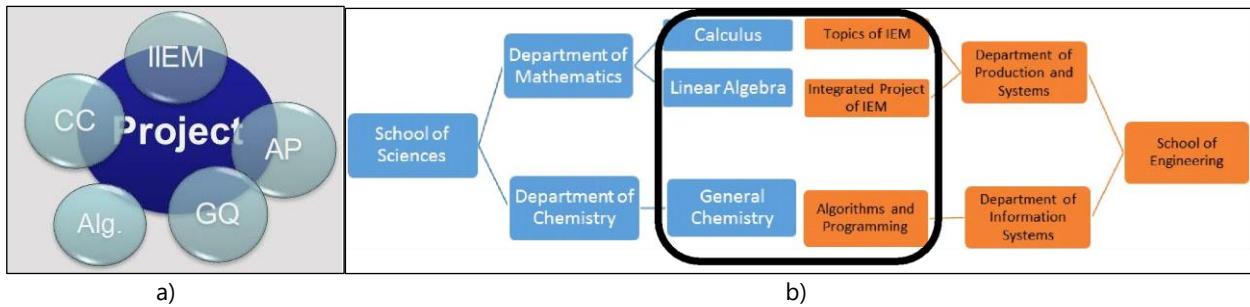 IIEM
CC
Project
AP
Alg.
GQ
a)
School of
Sciences
Department of
Mathematics
Department of
Chemistry
Calculus
Linear Algebra
General
Chemistry
Topics of IEM
Integrated Project
of IEM
Algorithms and
Programming
Department of
Production and
Systems
Department of
Information
Systems
School of
Engineering
b)